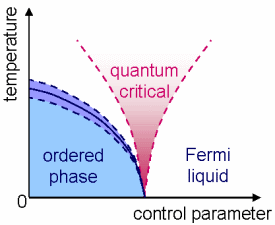 temperature
quantum
critical
ordered
phase
Fermi
liquid
0
control parameter